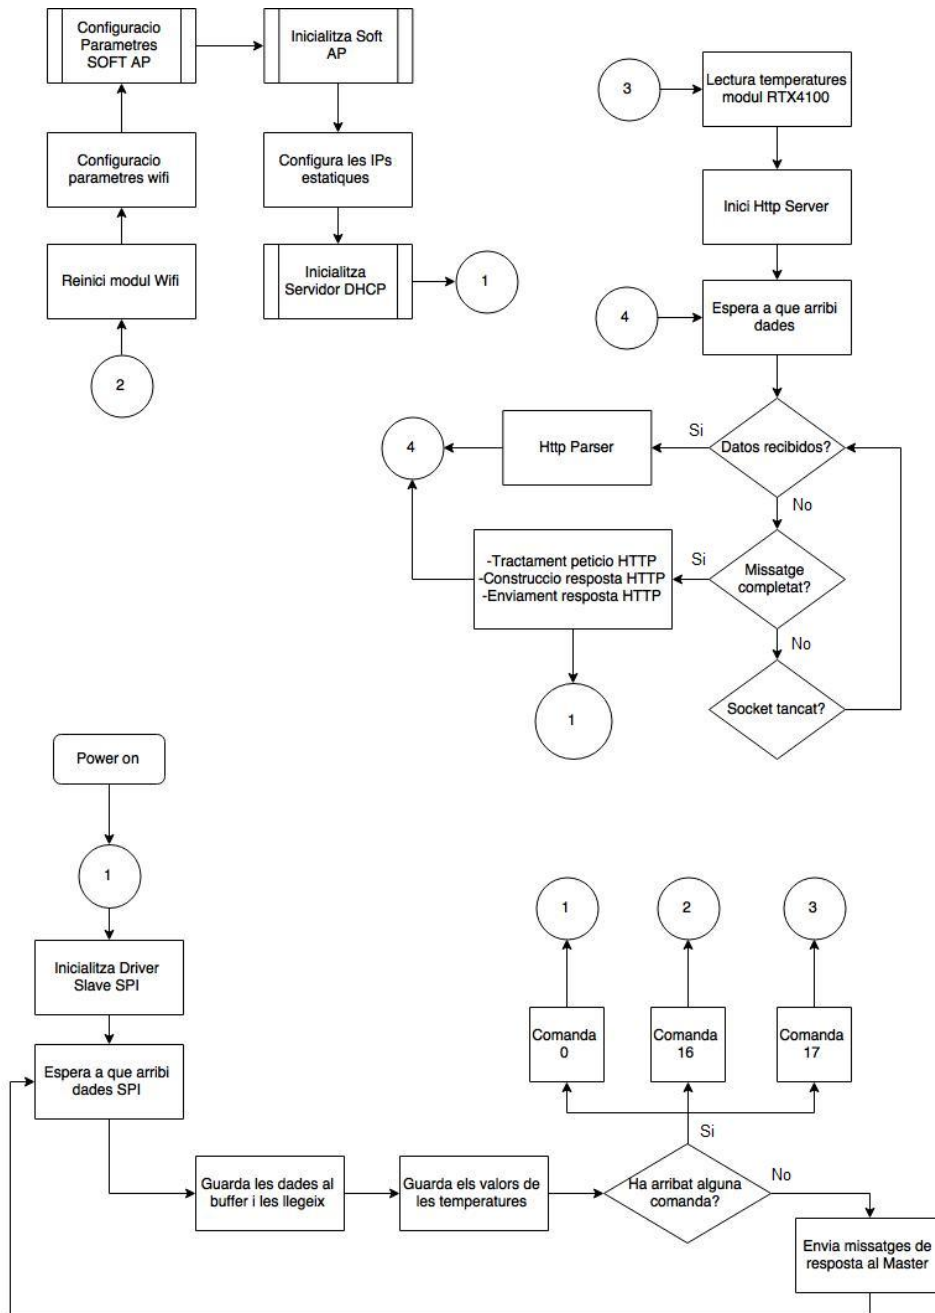 Configuracio
Parametres
SOFT AP
Inicialitza Soft
AP
Configuracio
parametres wifi
Configura les IPs
estatiques
Reinici modul Wifi
Inicialitza
Servidor DHCP
1
2
3
Lectura temperatures
modul RTX4100
Inici Http Server
4
Espera a que arribi
dades
Datos recibidos?
Si
Http Parser
4
No
Missatge
completat?
Si
-Tractament peticio HTTP
-Construccio resposta HTTP
-Enviament resposta HTTP
No
Socket tancat?
1
Power on
1
Inicialitza Driver
Slave SPI
Espera a que arribi
dades SPI
Guarda les dades al
buffer i les llegeix
Guarda els valors de
les temperatures
Ha arribat alguna
comanda?
Si
Comanda
0
Comanda
16
Comanda
17
1
2
3
No
Envia missatges de
resposta al Master